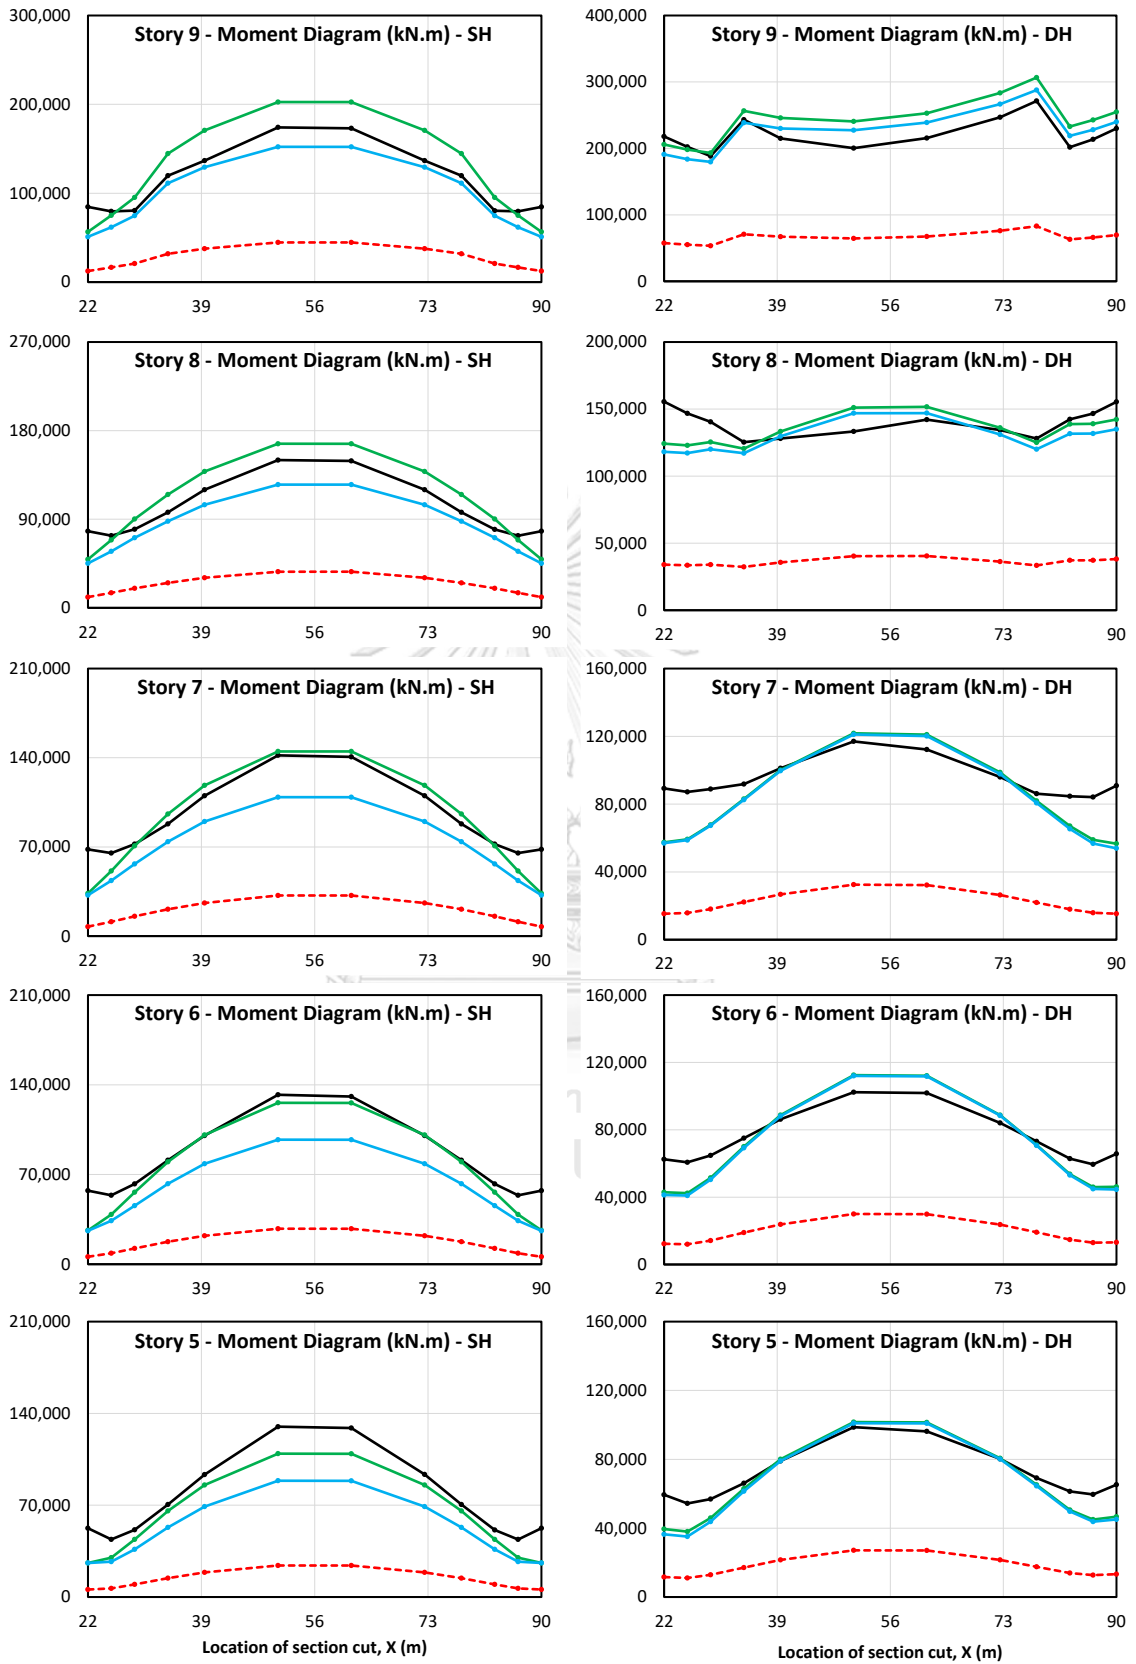 Story 9 - Moment Diagram (kN.m) - SH
300,000
200,000
100,000
0
22 39 56 73 90
Story 9 - Moment Diagram (kN.m) - DH
400,000
300,000
200,000
100,000
0
22 39 56 73 90
Story 8 - Moment Diagram (kN.m) - SH
270,000
180,000
90,000
0
22 39 56 73 90
Story 8 - Moment Diagram (kN.m) - DH
200,000
150,000
100,000
50,000
0
22 39 56 73 90
Story 7 - Moment Diagram (kN.m) - SH
210,000
140,000
70,000
0
22 39 56 73 90
Story 7 - Moment Diagram (kN.m) - DH
160,000
120,000
80,000
40,000
0
22 39 56 73 90
Story 6 - Moment Diagram (kN.m) - SH
210,000
140,000
70,000
0
22 39 56 73 90
Story 6 - Moment Diagram (kN.m) - DH
160,000
120,000
80,000
40,000
0
22 39 56 73 90
Story 5 - Moment Diagram (kN.m) - SH
210,000
140,000
70,000
0
22 39 56 73 90
Location of section cut, X (m)
Story 5 - Moment Diagram (kN.m) - DH
160,000
120,000
80,000
40,000
0
22 39 56 73 90
Location of section cut, X (m)